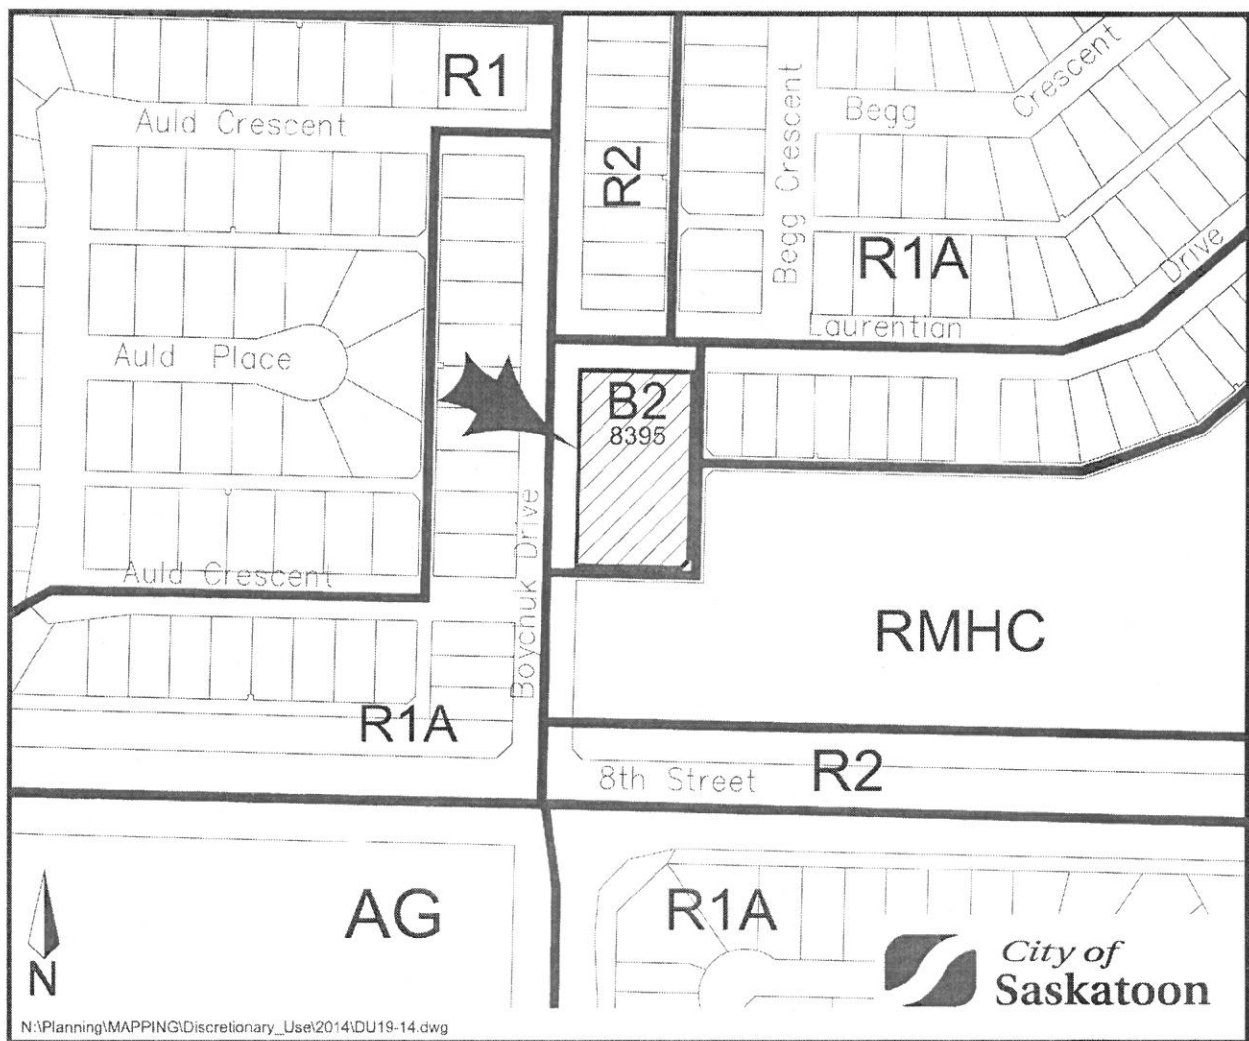 R1
Auld Crescent
R2
Begg Crescent
Begg
Crescent
R1A
Drive
Laurentian
Auld Place
B2
8395
Boychuk Drive
Auld Crescent
RMHC
R1A
8th Street
R2
AG
R1A
N
City of
Saskatoon
N:\Planning\MAPPING\Discretionary_Use\2014\DU19-14.dwg